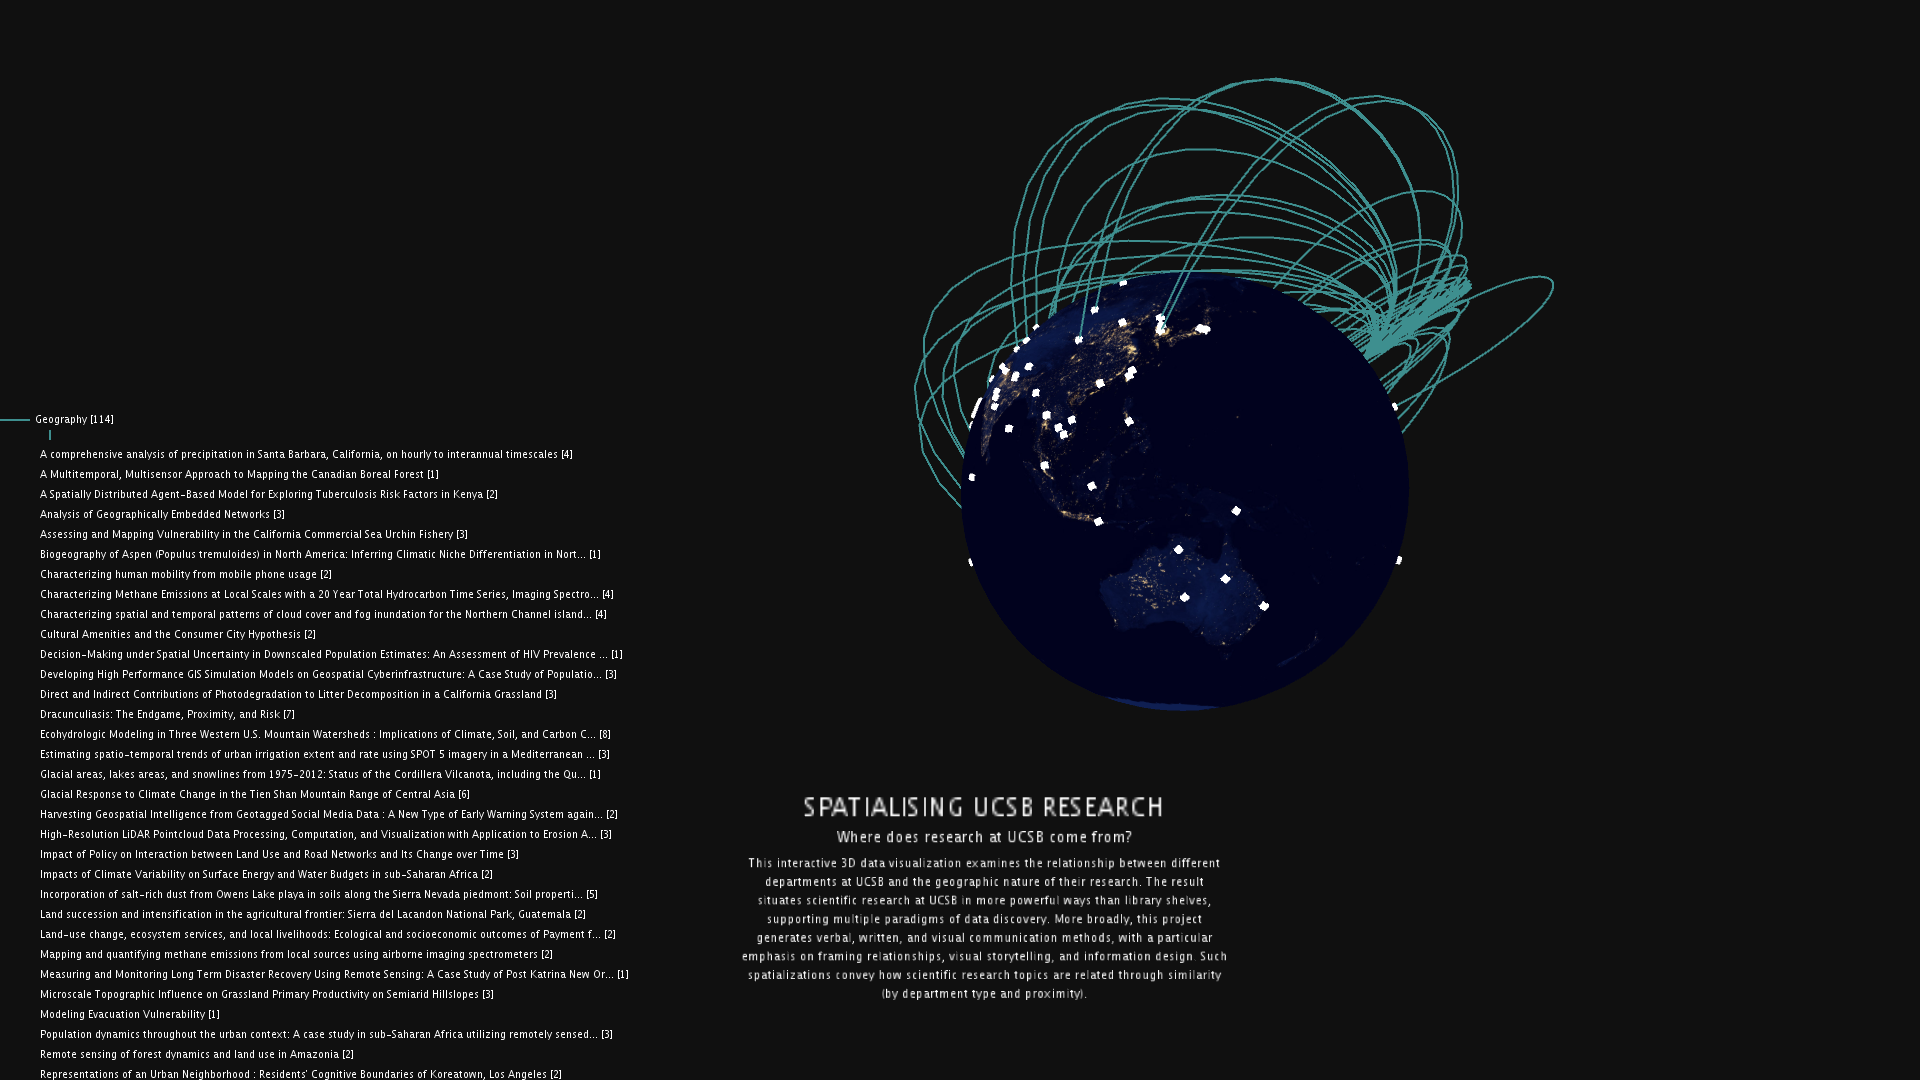 Geography [114]
A comprehensive analysis of precipitation in Santa Barbara, California, on hourly to interannual timescales [4]
A Multitemporal, Multisensor Approach to Mapping the Canadian Boreal Forest [1]
A Spatially Distributed Agent-Based Model for Exploring Tuberculosis Risk Factors in Kenya [2]
Analysis of Geographically Embedded Networks [3]
Assessing and Mapping Vulnerability in the California Commercial Sea Urchin Fishery [3]
Biogeography of Aspen (Populus tremuloides) in North America: Inferring Climatic Niche Differentiation in Nort... [1]
Characterizing human mobility from mobile phone usage [2]
Characterizing Methane Emissions at Local Scales with a 20 Year Total Hydrocarbon Time Series, Imaging Spectro... [4]
Characterizing spatial and temporal patterns of cloud cover and fog inundation for the Northern Channel island... [4]
Cultural Amenities and the Consumer City Hypothesis [2]
Decision-Making under Spatial Uncertainty in Downscaled Population Estimates: An Assessment of HIV Prevalence ... [1]
Developing High Performance GIS Simulation Models on Geospatial Cyberinfrastructure: A Case Study of Populatio... [3]
Direct and Indirect Contributions of Photodegradation to Litter Decomposition in a California Grassland [3]
Dracunculiasis: The Endgame, Proximity, and Risk [7]
Ecohydrologic Modeling in Three Western U.S. Mountain Watersheds : Implications of Climate, Soil, and Carbon C... [8]
Estimating spatio-temporal trends of urban irrigation extent and rate using SPOT 5 imagery in a Mediterranean ... [3]
Glacial areas, lakes areas, and snowlines from 1975-2012: Status of the Cordillera Vilcanota, including the Qu... [1]
Glacial Response to Climate Change in the Tien Shan Mountain Range of Central Asia [6]
Harvesting Geospatial Intelligence from Geotagged Social Media Data : A New Type of Early Warning System again... [2]
High-Resolution LiDAR Pointcloud Data Processing, Computation, and Visualization with Application to Erosion A... [3]
Impact of Policy on Interaction between Land Use and Road Networks and Its Change over Time [3]
Impacts of Climate Variability on Surface Energy and Water Budgets in sub-Saharan Africa [2]
Incorporation of salt-rich dust from Owens Lake playa in soils along the Sierra Nevada piedmont: Soil properti... [5]
Land succession and intensification in the agricultural frontier: Sierra del Lacandon National Park, Guatemala [2]
Land-use change, ecosystem services, and local livelihoods: Ecological and socioeconomic outcomes of Payment f... [2]
Mapping and quantifying methane emissions from local sources using airborne imaging spectrometers [2]
Measuring and Monitoring Long Term Disaster Recovery Using Remote Sensing: A Case Study of Post Katrina New Or... [1]
Microscale Topographic Influence on Grassland Primary Productivity on Semiarid Hillslopes [3]
Modeling Evacuation Vulnerability [1]
Population dynamics throughout the urban context: A case study in sub-Saharan Africa utilizing remotely sensed... [3]
Remote sensing of forest dynamics and land use in Amazonia [2]
Representations of an Urban Neighborhood : Residents' Cognitive Boundaries of Koreatown, Los Angeles [2]
SPATIALISING UCSB RESEARCH
Where does research at UCSB come from?
This interactive 3D data visualization examines the relationship between different
departments at UCSB and the geographic nature of their research. The result
situates scientific research at UCSB in more powerful ways than library shelves,
supporting multiple paradigms of data discovery. More broadly, this project
generates verbal, written, and visual communication methods, with a particular
emphasis on framing relationships, visual storytelling, and information design. Such
spatializations convey how scientific research topics are related through similarity
(by department type and proximity).